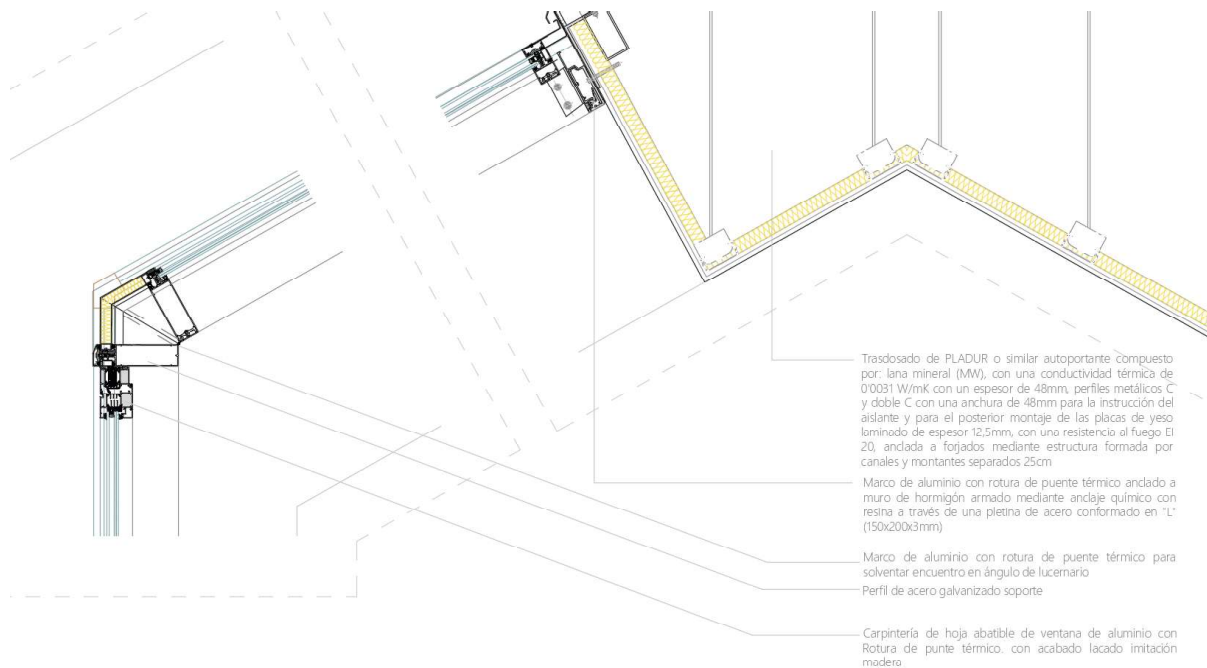 Trasdosado de PLADUR o similar autoportante compuesto
por: lana mineral (MW), con una conductividad térmica de
0'0031 W/mK con un espesor de 48mm, perfiles metálicos C
y doble C con una anchura de 48mm para la instrucción del
aislante y para el posterior montaje de las placas de yeso
laminado de espesor 12,5mm, con una resistencia al fuego EI
20, anclada a forjados mediante estructura formada por
canales y montantes separados 25cm
Marco de aluminio con rotura de puente térmico anclado a
muro de hormigón armado mediante anclaje químico con
resina a través de una pletina de acero conformado en "L"
(150x200x3mm)
Marco de aluminio con rotura de puente térmico para
solventar encuentro en ángulo de lucernario
Perfil de acero galvanizado soporte
Carpintería de hoja abatible de ventana de aluminio con
Rotura de punte térmico. con acabado lacado imitación
madera